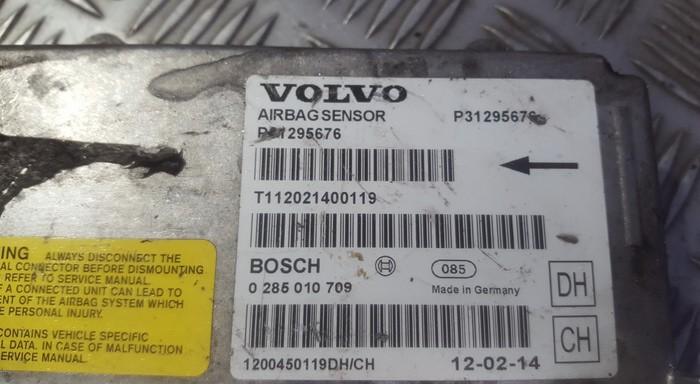 VOLVO
AIRBAG SENSOR P31295676
P31295676
T112021400119
BOSCH 085
0 285 010 709 Made in Germany
DH
CH
1200450119DH/CH 12-02-14
NING ALWAYS DISCONNECT THE
AL CONNECTOR BEFORE DISMOUNTING
REFER TO SERVICE MANUAL.
F A CONNECTED UNIT CAN LEAD TO
ENT OF THE AIRBAG SYSTEM WHICH
E PERSONAL INJURY.
CONTAINS VEHICLE SPECIFIC
L DATA. IN CASE OF MALFUNCTION
ERVICE MANUAL.